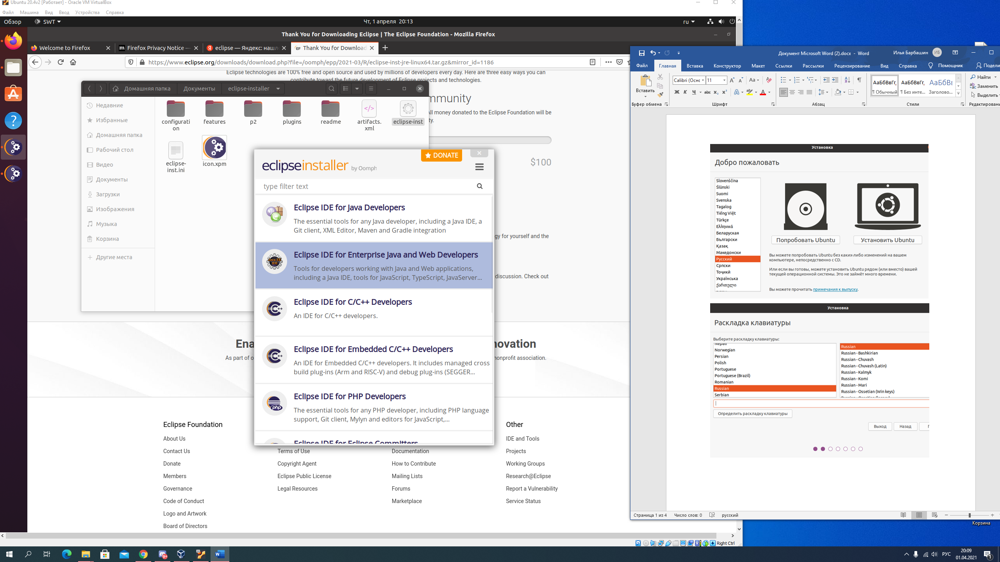 Ubuntu 20.4v2 [Работает] - Oracle VM VirtualBox
Файл Машина Вид Ввод Устройства Справка
Обзор SWT Чт, 1 апреля 20:13 ru
Thank You for Downloading Eclipse | The Eclipse Foundation - Mozilla Firefox
Welcome to Firefox
Firefox Privacy Notice —
eclipse — Яндекс: нашл
Thank You for Download
https://www.eclipse.org/downloads/download.php?file=/oomph/epp/2021-03/R/eclipse-inst-jre-linux64.tar.gz&mirror_id=1186
Eclipse technologies are 100% free and open source and used by millions of developers every day. Here are three easy ways you can
contribute toward the future development of Eclipse projects and technologies.
mmunity
All money donated to the Eclipse Foundation will be
ty.
$100
gy for yourself and the
discussion. Check out
Домашняя папка Документы eclipse-installer
Недавние
Избранные
Домашняя папка
Рабочий стол
Видео
Документы
Загрузки
Изображения
Музыка
Корзина
Другие места
configurati
on
features
p2
plugins
readme
artifacts.
xml
eclipse-inst
eclipse-
inst.ini
icon.xpm
DONATE
eclipseinstaller by Oomph
type filter text
Eclipse IDE for Java Developers
The essential tools for any Java developer, including a Java IDE, a
Git client, XML Editor, Maven and Gradle integration
Java EE
IDE
Eclipse IDE for Enterprise Java and Web Developers
Tools for developers working with Java and Web applications,
including a Java IDE, tools for JavaScript, TypeScript, JavaServer...
Eclipse IDE for C/C++ Developers
An IDE for C/C++ developers.
Eclipse IDE for Embedded C/C++ Developers
An IDE for Embedded C/C++ developers. It includes managed cross
build plug-ins (Arm and RISC-V) and debug plug-ins (SEGGER...
php
Eclipse IDE for PHP Developers
The essential tools for any PHP developer, including PHP language
support, Git client, Mylyn and editors for JavaScript,...
Eclipse IDE for Eclipse Committers
Ena
novation
As part of o
nonprofit association.
Eclipse Foundation
About Us
Contact Us
Donate
Members
Governance
Code of Conduct
Logo and Artwork
Board of Directors
Terms of Use
Copyright Agent
Eclipse Public License
Legal Resources
Documentation
How to Contribute
Mailing Lists
Forums
Marketplace
Other
IDE and Tools
Projects
Working Groups
Research@Eclipse
Report a Vulnerability
Service Status
Right Ctrl
Документ Microsoft Word (2).docx - Word
Илья Барбашин ИБ
Файл Главная Вставка Конструктор Макет Ссылки Рассылки Рецензирование Вид Справка Помощник Подели
Вставить
Calibri (Оснс 11
Ж К Ч abc x₂ x²
АаБбВвГг, АаБбВвГг, АаБбВ
¶ Обычный ¶ Без инте... Заголово...
Найти
Заменить
Выделить
Буфер обмена Шрифт Абзац Стили Редактировани
Установка
Добро пожаловать
Slovenščina
Ślůnski
Suomi
Svenska
Tagalog
Tiếng Việt
Türkçe
Ελληνικά
Беларуская
Български
Қазақ
Македонски
Русский
Српски
Тоҷикӣ
Українська
ქართული
Попробовать Ubuntu
Установить Ubuntu
Вы можете попробовать Ubuntu без каких-либо изменений на вашем
компьютере, непосредственно с CD.
Или если вы готовы, можете установить Ubuntu рядом (или вместо) вашей
текущей операционной системы. Это не займёт много времени.
Вы можете прочитать примечания к выпуску.
Установка
Раскладка клавиатуры
Выберите раскладку клавиатуры:
Nepali
Norwegian
Persian
Polish
Portuguese
Portuguese (Brazil)
Romanian
Russian
Serbian
Russian
Russian - Bashkirian
Russian - Chuvash
Russian - Chuvash (Latin)
Russian - Kalmyk
Russian - Komi
Russian - Mari
Russian - Ossetian (Win keys)
Russian - Ossetian (legacy)
Определить раскладку клавиатуры
Выход Назад
Страница 1 из 4 Число слов: 0 русский
Корзина
РУС
20:09
01.04.2021